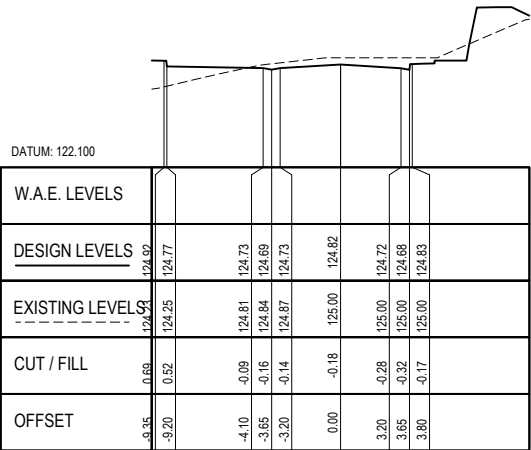 DATUM: 122.100
W.A.E. LEVELS
DESIGN LEVELS 124.92 124.77 124.73 124.69 124.73 124.82 124.72 124.68 124.83
EXISTING LEVELS 124.23 124.25 124.81 124.84 124.87 125.00 125.00 125.00 125.00
CUT / FILL 0.69 0.52 -0.09 -0.16 -0.14 -0.18 -0.28 -0.32 -0.17
OFFSET -9.35 -9.20 -4.10 -3.65 -3.20 0.00 3.20 3.65 3.80